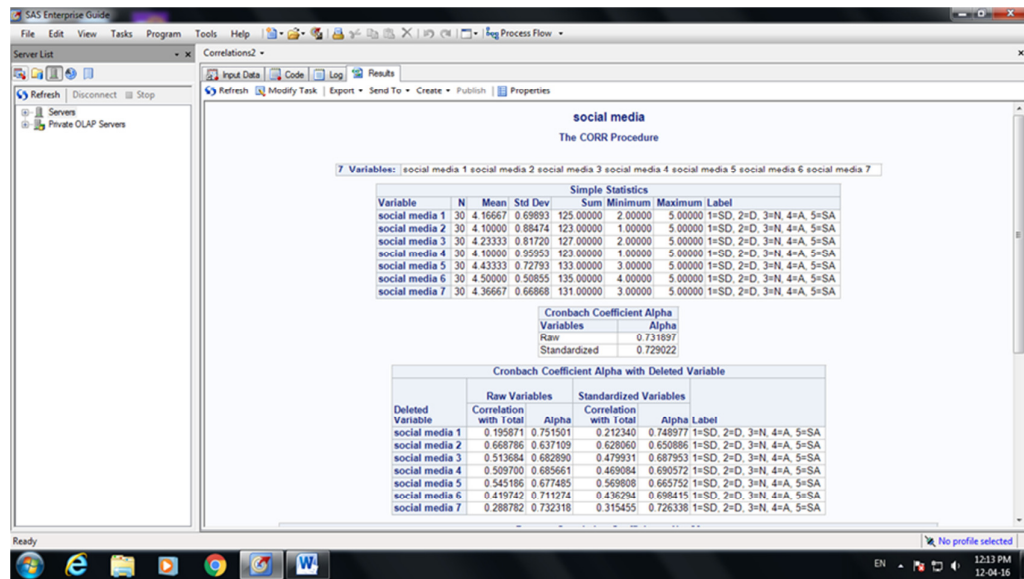 SAS Enterprise Guide
File Edit View Tasks Program Tools Help Process Flow
Server List
Correlations2
Input Data Code Log Results
Refresh Disconnect Stop
Refresh Modify Task Export Send To Create Publish Properties
Servers
Private OLAP Servers
social media
The CORR Procedure
7 Variables: social media 1 social media 2 social media 3 social media 4 social media 5 social media 6 social media 7
Simple Statistics
Variable N Mean Std Dev Sum Minimum Maximum Label
social media 1 30 4.16667 0.69893 125.00000 2.00000 5.00000 1=SD, 2=D, 3=N, 4=A, 5=SA
social media 2 30 4.10000 0.88474 123.00000 1.00000 5.00000 1=SD, 2=D, 3=N, 4=A, 5=SA
social media 3 30 4.23333 0.81720 127.00000 2.00000 5.00000 1=SD, 2=D, 3=N, 4=A, 5=SA
social media 4 30 4.10000 0.95953 123.00000 1.00000 5.00000 1=SD, 2=D, 3=N, 4=A, 5=SA
social media 5 30 4.43333 0.72793 133.00000 3.00000 5.00000 1=SD, 2=D, 3=N, 4=A, 5=SA
social media 6 30 4.50000 0.50855 135.00000 4.00000 5.00000 1=SD, 2=D, 3=N, 4=A, 5=SA
social media 7 30 4.36667 0.66868 131.00000 3.00000 5.00000 1=SD, 2=D, 3=N, 4=A, 5=SA
Cronbach Coefficient Alpha
Variables Alpha
Raw 0.731897
Standardized 0.729022
Cronbach Coefficient Alpha with Deleted Variable
Raw Variables Standardized Variables
Deleted Correlation Correlation
Variable with Total Alpha with Total Alpha Label
social media 1 0.195871 0.751501 0.212340 0.748977 1=SD, 2=D, 3=N, 4=A, 5=SA
social media 2 0.668786 0.637109 0.628060 0.650886 1=SD, 2=D, 3=N, 4=A, 5=SA
social media 3 0.513684 0.682890 0.479931 0.687953 1=SD, 2=D, 3=N, 4=A, 5=SA
social media 4 0.509700 0.685661 0.469084 0.690572 1=SD, 2=D, 3=N, 4=A, 5=SA
social media 5 0.545186 0.677485 0.569808 0.665752 1=SD, 2=D, 3=N, 4=A, 5=SA
social media 6 0.419742 0.711274 0.436294 0.698415 1=SD, 2=D, 3=N, 4=A, 5=SA
social media 7 0.288782 0.732318 0.315455 0.726338 1=SD, 2=D, 3=N, 4=A, 5=SA
Ready
No profile selected
EN
12:13 PM
12-04-16